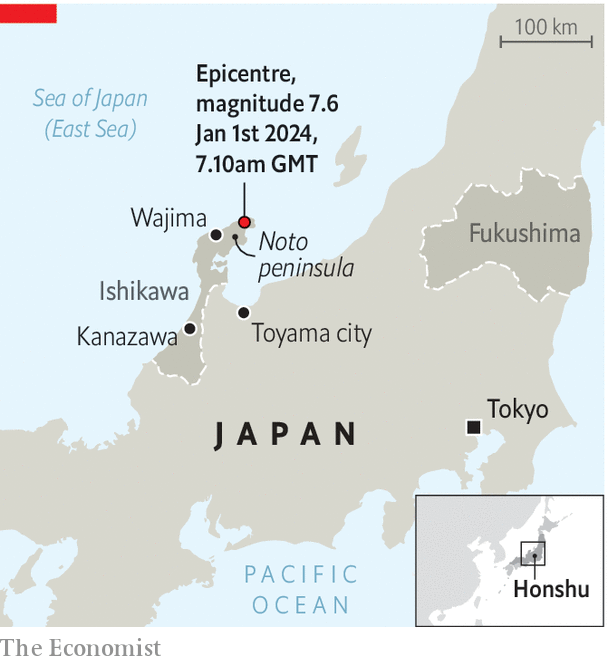 100 km
Sea of Japan
(East Sea)
Epicentre,
magnitude 7.6
Jan 1st 2024,
7.10am GMT
Wajima
Noto
peninsula
Fukushima
Ishikawa
Kanazawa
Toyama city
Tokyo
JAPAN
PACIFIC
OCEAN
Honshu
The Economist